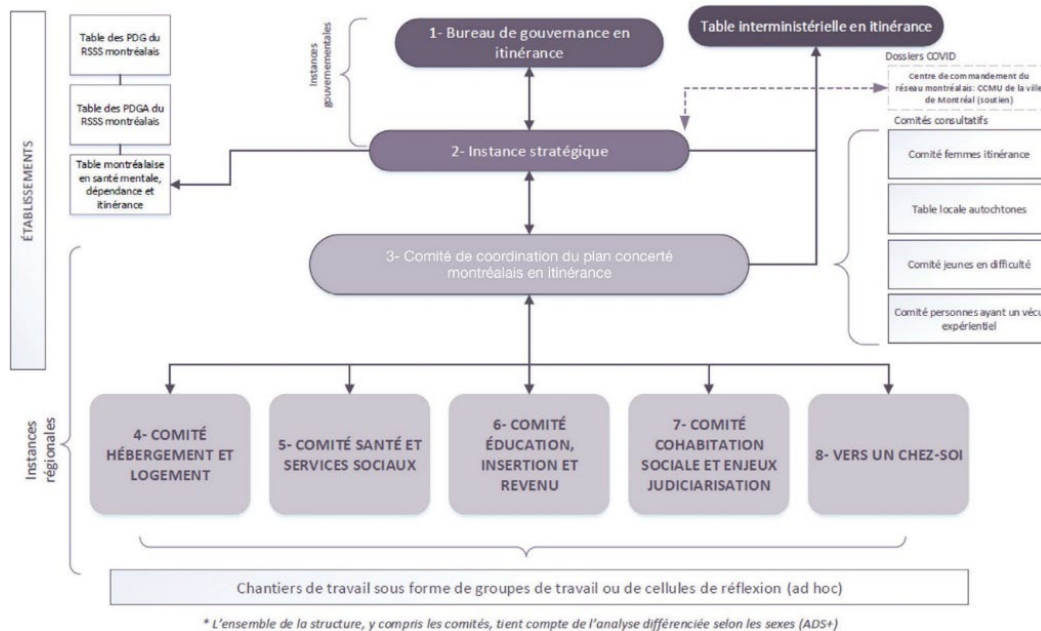 Table des PDG du
RSSS montréalais
Table des PDGA du
RSSS montréalais
Table montréalaise
en santé mentale,
dépendance et
itinérance
ÉTABLISSEMENTS
Instances
gouvernementales
1- Bureau de gouvernance en
itinérance
Table interministérielle en itinérance
Dossiers COVID
Centre de commandement du
réseau montréalais: CCMU de la ville
de Montréal (soutien)
2- Instance stratégique
Comités consultatifs
Comité femmes itinérance
Table locale autochtones
Comité jeunes en difficulté
Comité personnes ayant un vécu
expérientiel
3- Comité de coordination du plan concerté
montréalais en itinérance
Instances
régionales
4- COMITÉ
HÉBERGEMENT ET
LOGEMENT
5- COMITÉ SANTÉ ET
SERVICES SOCIAUX
6- COMITÉ
ÉDUCATION,
INSERTION ET
REVENU
7- COMITÉ
COHABITATION
SOCIALE ET ENJEUX
JUDICIARISATION
8- VERS UN CHEZ-SOI
Chantiers de travail sous forme de groupes de travail ou de cellules de réflexion (ad hoc)
* L'ensemble de la structure, y compris les comités, tient compte de l'analyse différenciée selon les sexes (ADS+)